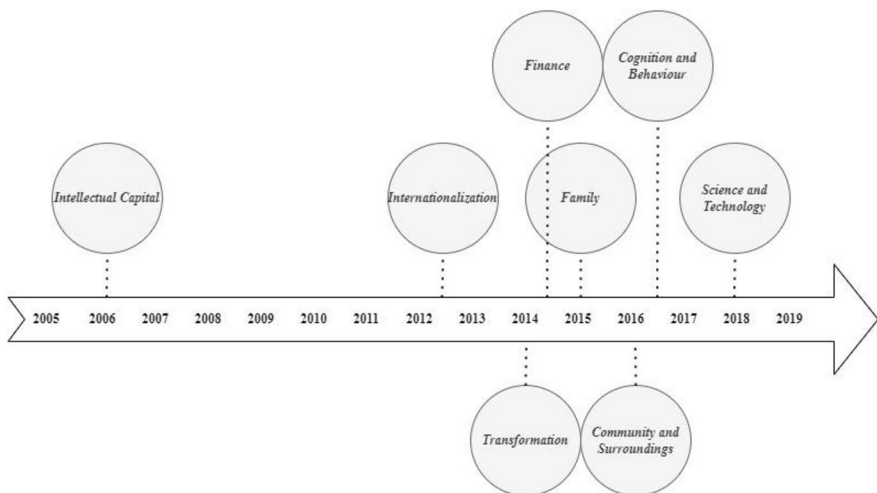 Finance
Cognition and
Behaviour
Intellectual Capital
Internationalization
Family
Science and
Technology
2005 2006 2007 2008 2009 2010 2011 2012 2013 2014 2015 2016 2017 2018 2019
Transformation
Community and
Surroundings